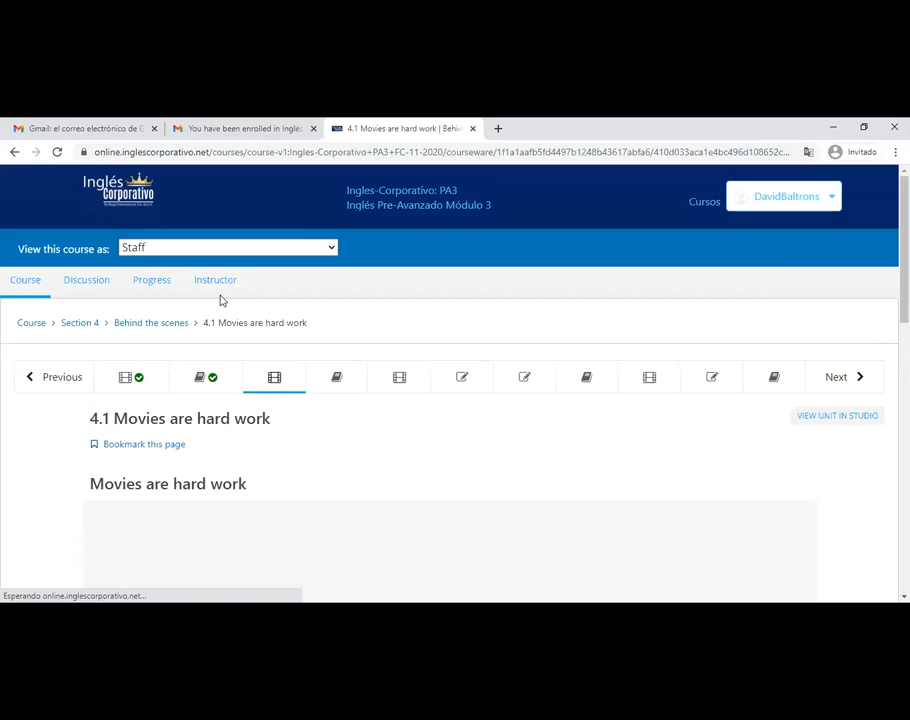 Gmail: el correo electrónico de G
You have been enrolled in Inglés
4.1 Movies are hard work | Behin
online.inglescorporativo.net/courses/course-v1:Ingles-Corporativo+PA3+FC-11-2020/courseware/1f1a1aafb5fd4497b1248b43617abfa6/410d033aca1e4bc496d108652c...
Invitado
Inglés
Corporativo
Ingles-Corporativo: PA3
Inglés Pre-Avanzado Módulo 3
Cursos
DavidBaltrons
View this course as:
Staff
Course
Discussion
Progress
Instructor
Course > Section 4 > Behind the scenes > 4.1 Movies are hard work
Previous
Next
4.1 Movies are hard work
VIEW UNIT IN STUDIO
Bookmark this page
Movies are hard work
Esperando online.inglescorporativo.net...